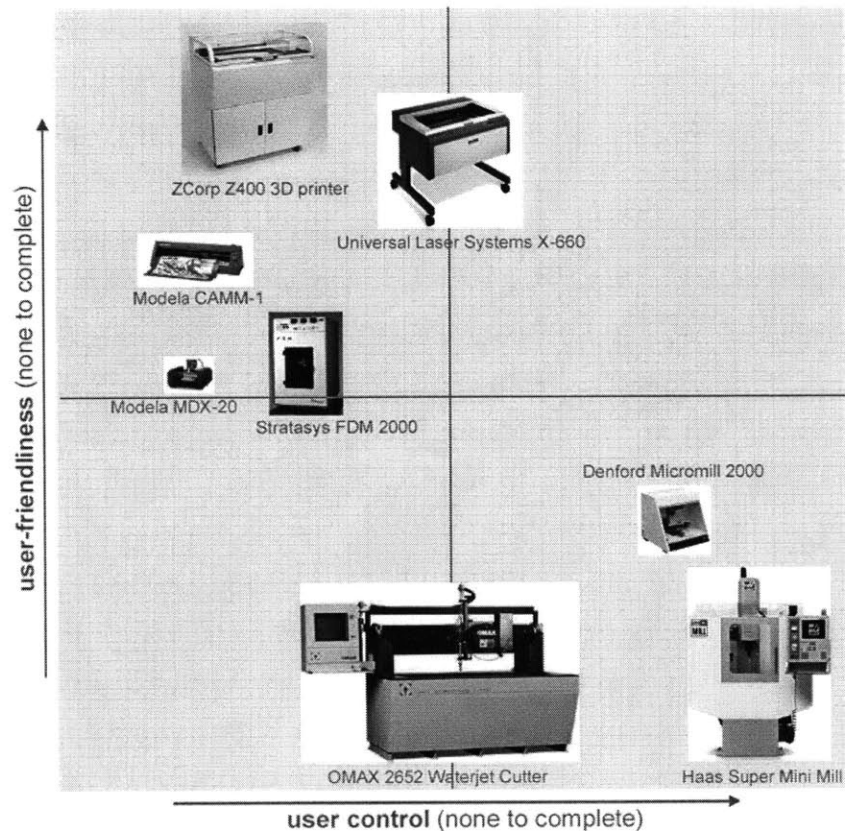 ZCorp Z400 3D printer
Universal Laser Systems X-660
Modela CAMM-1
Modela MDX-20
Stratasys FDM 2000
Denford Micromill 2000
OMAX
MILL
OMAX 2652 Waterjet Cutter
Haas Super Mini Mill
user-friendliness (none to complete)
user control (none to complete)